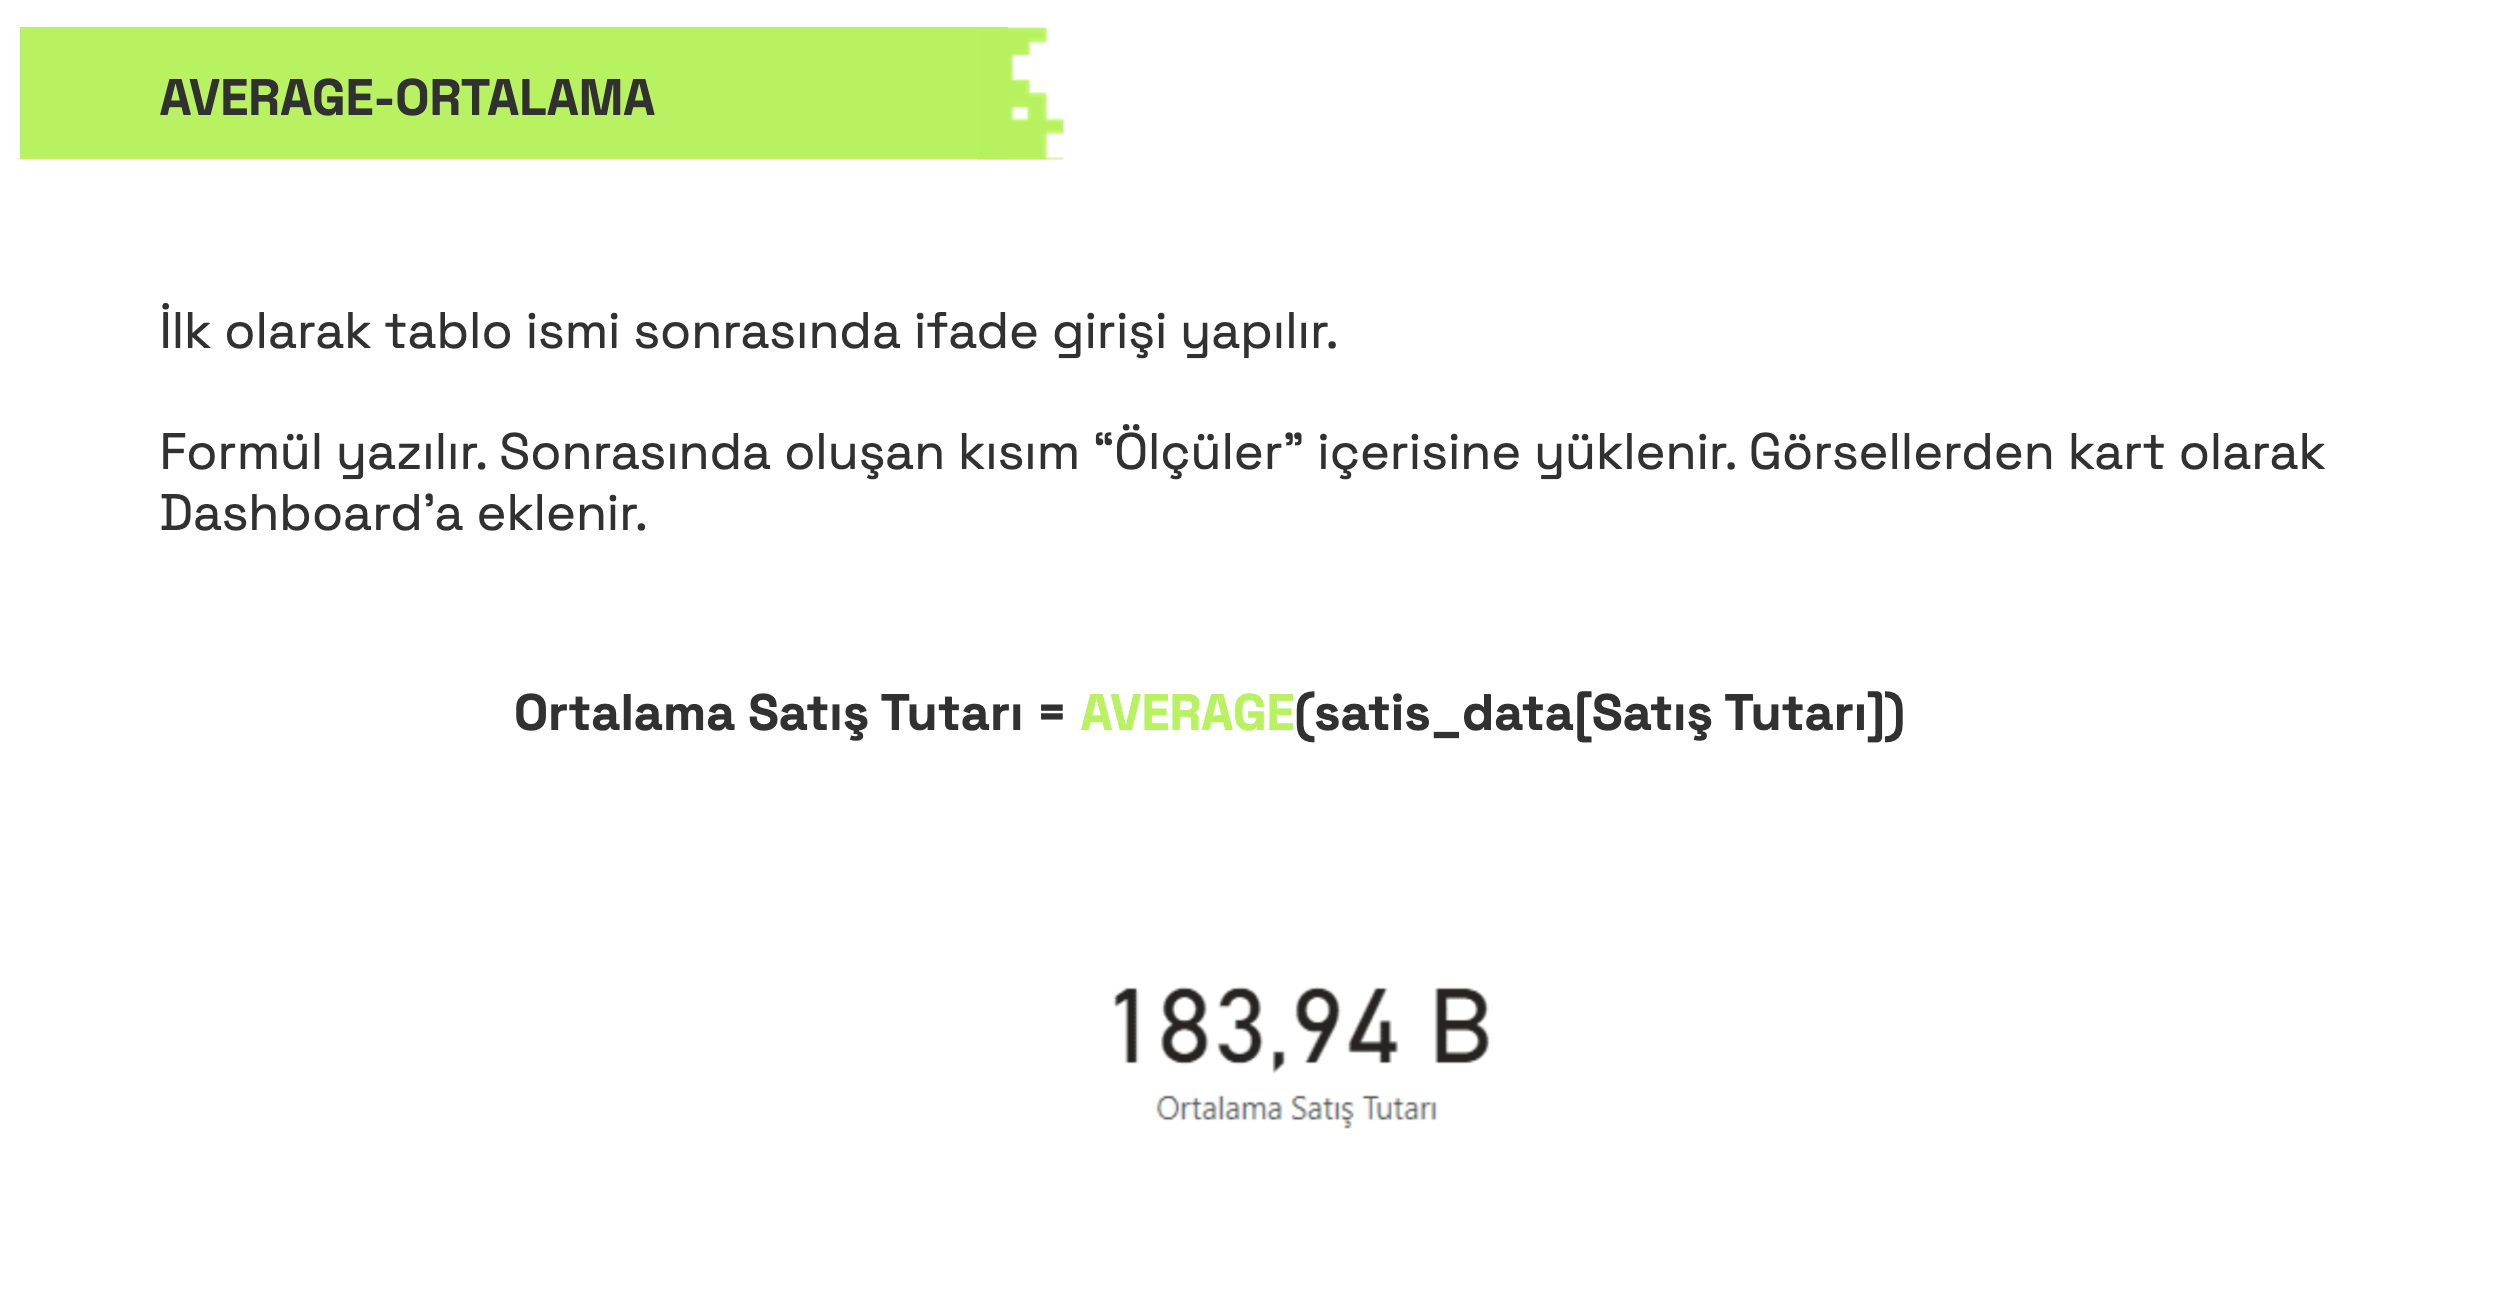 AVERAGE-ORTALAMA
İlk olarak tablo ismi sonrasında ifade girişi yapılır.
Formül yazılır. Sonrasında oluşan kısım “Ölçüler” içerisine yüklenir. Görsellerden kart olarak
Dashboard’a eklenir.
Ortalama Satış Tutarı = AVERAGE(satis_data[Satış Tutarı])
183,94 B
Ortalama Satış Tutarı